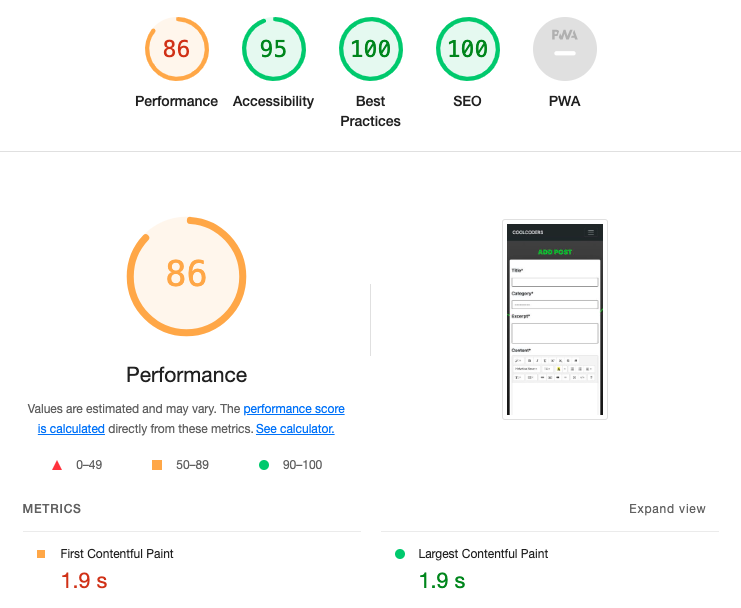 86
95
100
100
PWA
Performance
Accessibility
Best
Practices
SEO
PWA
86
Performance
Values are estimated and may vary. The performance score
is calculated directly from these metrics. See calculator.
0–49
50–89
90–100
COOLCODERS
ADD POST
Title*
Category*
Excerpt*
Content*
METRICS
Expand view
First Contentful Paint
1.9 s
Largest Contentful Paint
1.9 s